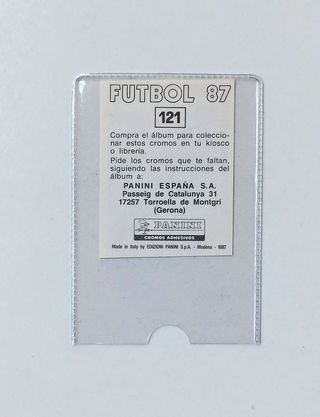 FUTBOL 87
121
Compra el álbum para coleccio-
nar estos cromos en tu kiosco
o librería.
Pide los cromos que te faltan,
siguiendo las instrucciones del
álbum a:
PANINI ESPAÑA S.A.
Passeig de Catalunya 31
17257 Torroella de Montgrí
(Gerona)
PANINI
CROMOS ADHESIVOS
Made in Italy by EDIZIONI PANINI S.p.A. - Modena - 1987